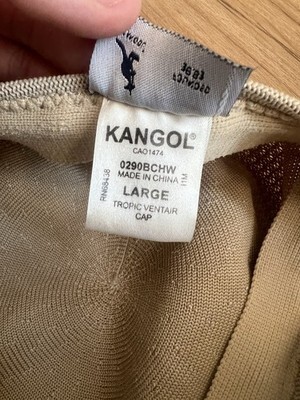 KANGOL®
CAO1474
0290BCHW
MADE IN CHINA
LARGE
TROPIC VENTAIR
CAP
RN68438